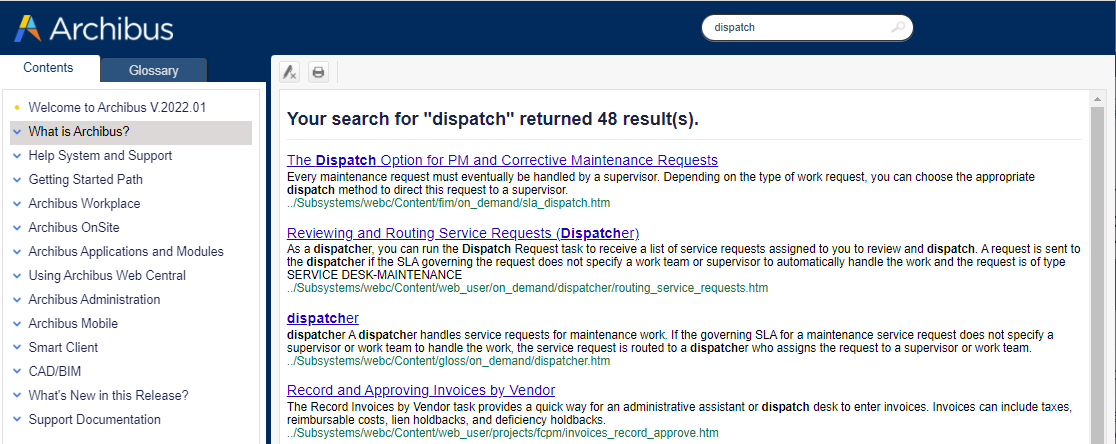 Archibus
dispatch
Contents
Glossary
Welcome to Archibus V.2022.01
What is Archibus?
Help System and Support
Getting Started Path
Archibus Workplace
Archibus OnSite
Archibus Applications and Modules
Using Archibus Web Central
Archibus Administration
Archibus Mobile
Smart Client
CAD/BIM
What's New in this Release?
Support Documentation
Your search for "dispatch" returned 48 result(s).
The Dispatch Option for PM and Corrective Maintenance Requests
Every maintenance request must eventually be handled by a supervisor. Depending on the type of work request, you can choose the appropriate
dispatch method to direct this request to a supervisor.
../Subsystems/webc/Content/fim/on_demand/sla_dispatch.htm
Reviewing and Routing Service Requests (Dispatcher)
As a dispatcher, you can run the Dispatch Request task to receive a list of service requests assigned to you to review and dispatch. A request is sent to
the dispatcher if the SLA governing the request does not specify a work team or supervisor to automatically handle the work and the request is of type
SERVICE DESK-MAINTENANCE
../Subsystems/webc/Content/web_user/on_demand/dispatcher/routing_service_requests.htm
dispatcher
dispatcher A dispatcher handles service requests for maintenance work. If the governing SLA for a maintenance service request does not specify a
supervisor or work team to handle the work, the service request is routed to a dispatcher who assigns the request to a supervisor or work team.
../Subsystems/webc/Content/gloss/on_demand/dispatcher.htm
Record and Approving Invoices by Vendor
The Record Invoices by Vendor task provides a quick way for an administrative assistant or dispatch desk to enter invoices. Invoices can include taxes,
reimbursable costs, lien holdbacks, and deficiency holdbacks.
../Subsystems/webc/Content/web_user/projects/fcpm/invoices_record_approve.htm